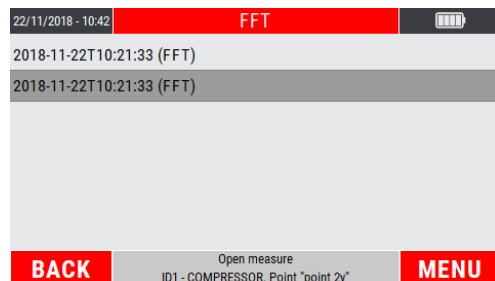 22/11/2018 - 10:42 FFT
2018-11-22T10:21:33 (FFT)
2018-11-22T10:21:33 (FFT)
BACK Open measure MENU
ID1 - COMPRESSOR, Point "point 2v"